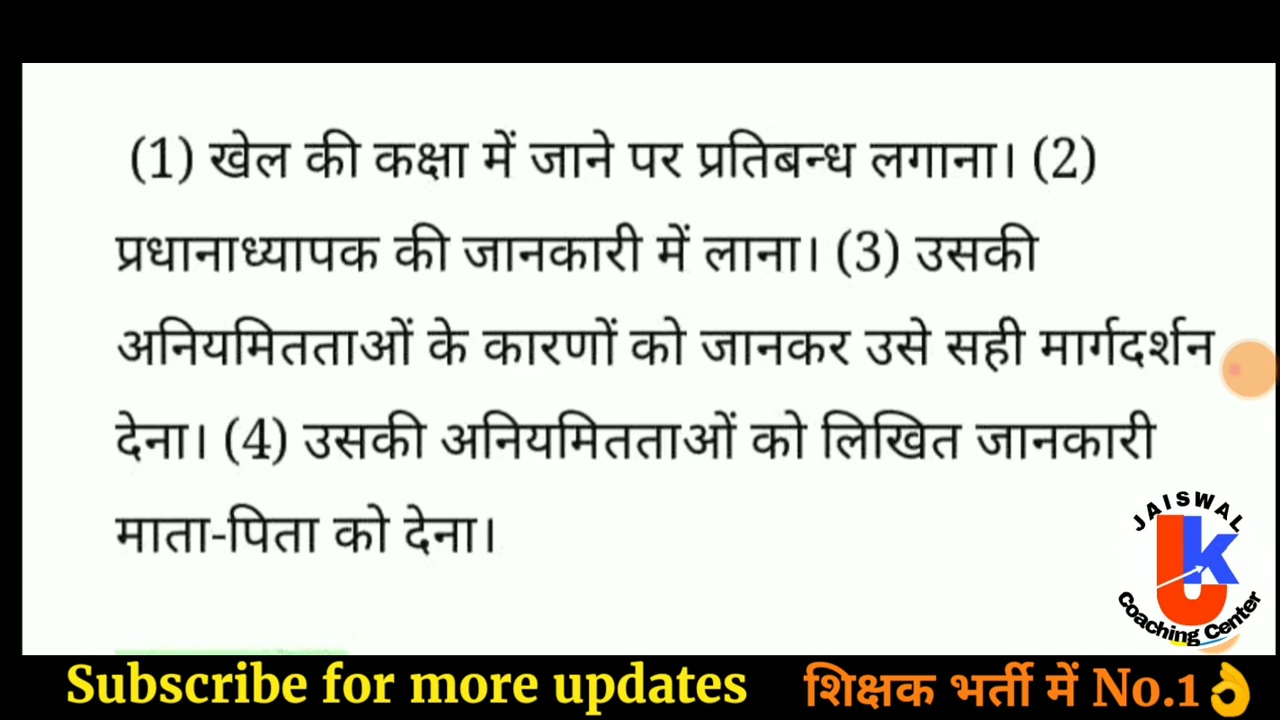 (1) खेल की कक्षा में जाने पर प्रतिबन्ध लगाना। (2)
प्रधानाध्यापक की जानकारी में लाना। (3) उसकी
अनियमितताओं के कारणों को जानकर उसे सही मार्गदर्शन
देना। (4) उसकी अनियमितताओं को लिखित जानकारी
माता-पिता को देना।
JAISWAL
JK
Coaching Center
Subscribe for more updates शिक्षक भर्ती में No.1👌